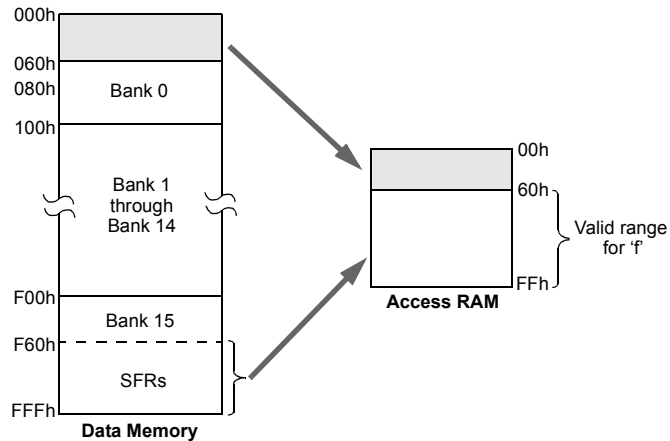 000h
060h
080h
Bank 0
100h
Bank 1
through
Bank 14
F00h
Bank 15
F60h
SFRs
FFFh
Data Memory
00h
60h
Valid range
for ‘f’
FFh
Access RAM